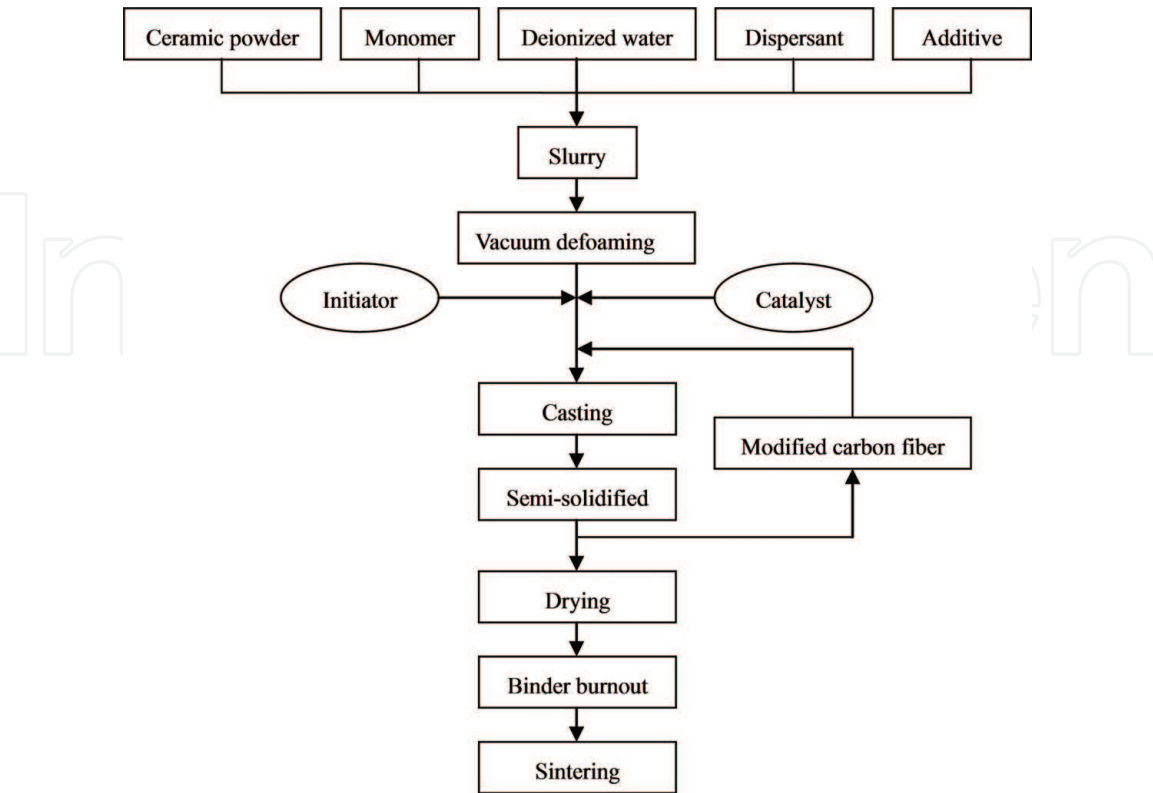 Ceramic powder
Monomer
Deionized water
Dispersant
Additive
Slurry
Vacuum defoaming
Initiator
Catalyst
Casting
Modified carbon fiber
Semi-solidified
Drying
Binder burnout
Sintering